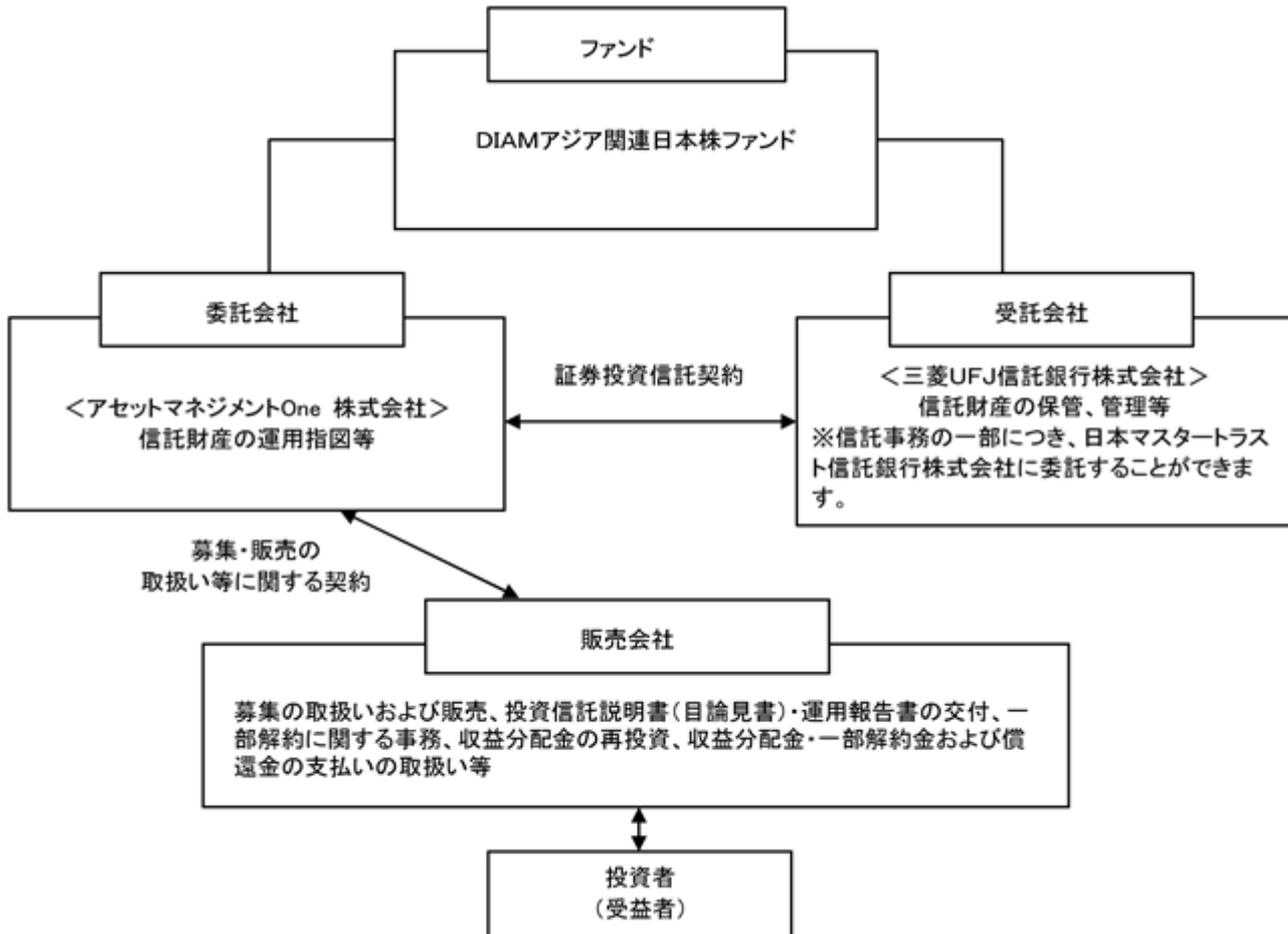 ファンド
DIAMアジア関連日本株ファンド
委託会社
＜アセットマネジメントOne 株式会社＞
信託財産の運用指図等
証券投資信託契約
受託会社
＜三菱UFJ信託銀行株式会社＞
信託財産の保管、管理等
※信託事務の一部につき、日本マスタートラス
ト信託銀行株式会社に委託することができま
す。
募集・販売の
取扱い等に関する契約
販売会社
募集の取扱いおよび販売、投資信託説明書（目論見書）・運用報告書の交付、一
部解約に関する事務、収益分配金の再投資、収益分配金・一部解約金および償
還金の支払いの取扱い等
投資者
（受益者）